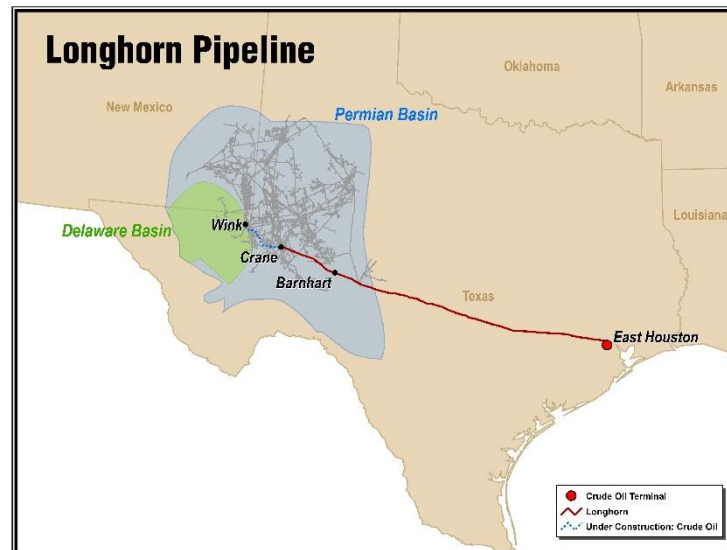 Longhorn Pipeline
Oklahoma
Arkansas
New Mexico
Permian Basin
Louisiana
Wink
Delaware Basin
Crane
Barnhart
Texas
East Houston
Crude Oil Terminal
Longhorn
Under Construction: Crude Oil